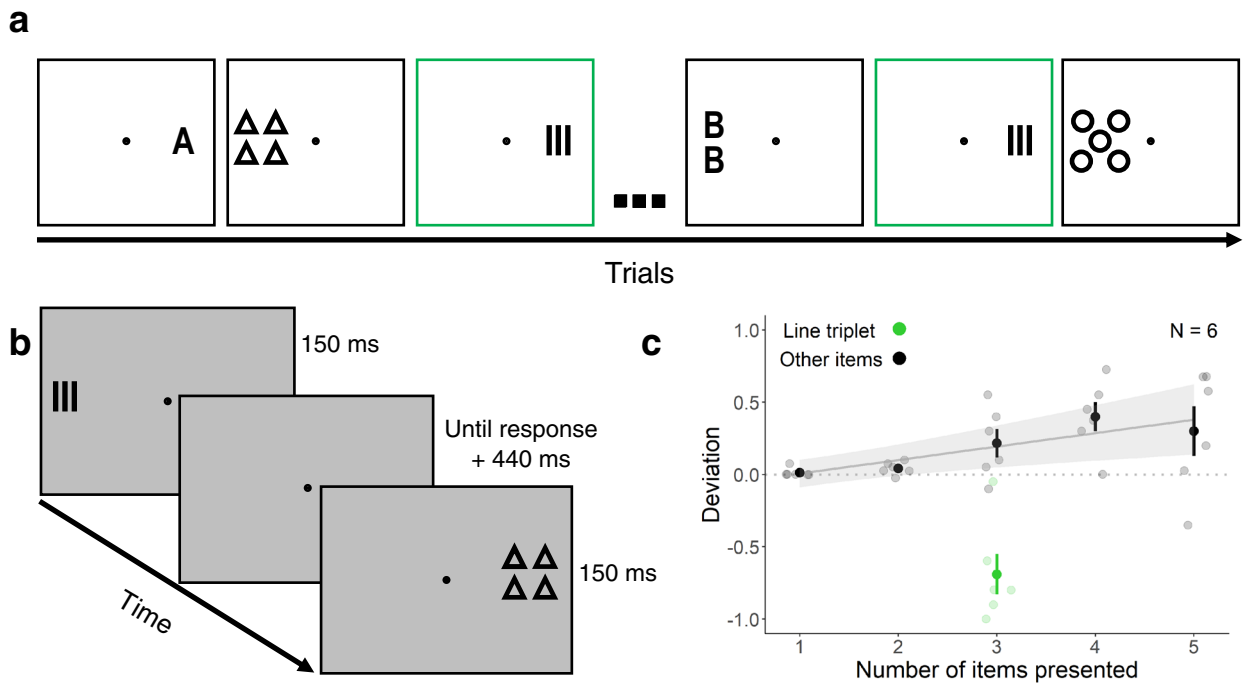 a
A
B
B
Trials
b
150 ms
Until response
+ 440 ms
150 ms
Time
c
Line triplet
Other items
N = 6
1.0
0.5
0.0
-0.5
-1.0
Deviation
1 2 3 4 5
Number of items presented